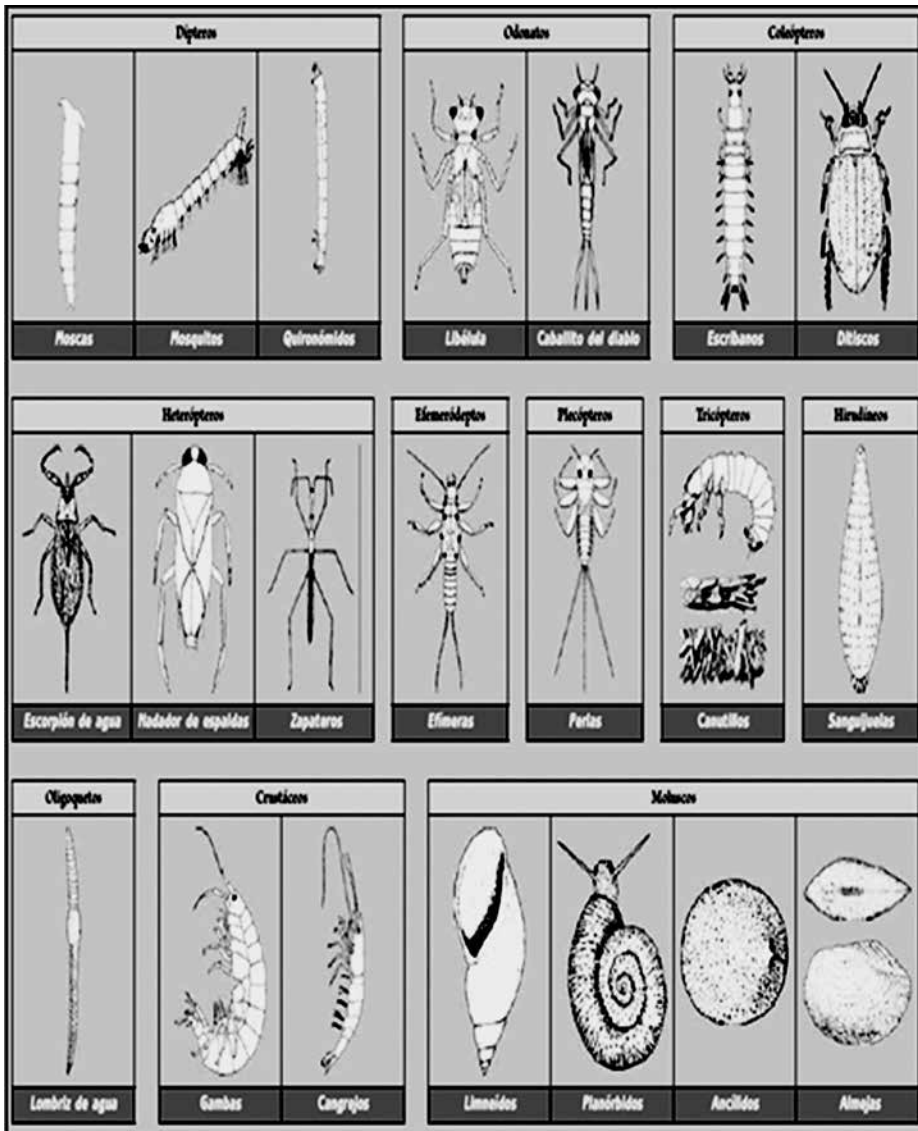 Dípteros
Odonatos
Coleópteros
Moscas
Mosquitos
Quironómidos
Libélula
Caballito del diablo
Escribanos
Ditiscos
Heterópteros
Efemeródeptos
Plecópteros
Tricópteros
Hirudíneos
Escorpión de agua
Nadador de espaldas
Zapateros
Efímeras
Perlas
Canutillos
Sanguijuelas
Oligoquetos
Crustáceos
Moluscos
Lombriz de agua
Gambas
Cangrejos
Limneidos
Planórbidos
Ancílidos
Almejas